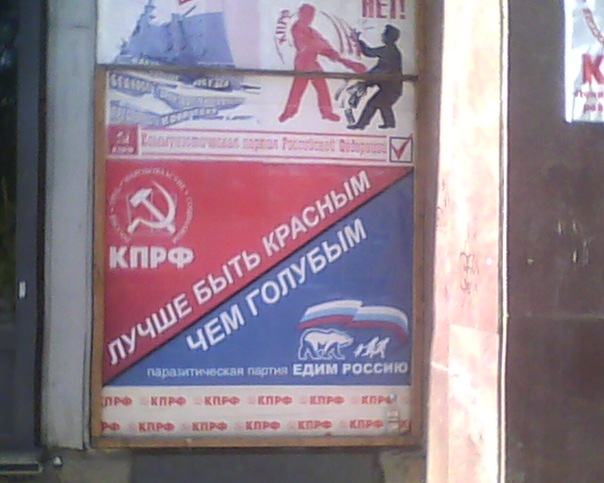 НЕТ!
КПРФ
КПРФ
Коммунистическая партия Российской Федерации
КПРФ
ЛУЧШЕ БЫТЬ КРАСНЫМ
ЧЕМ ГОЛУБЫМ
паразитическая партия ЕДИМ РОССИЮ
КПРФ КПРФ КПРФ КПРФ КПРФ КПРФ
КПРФ КПРФ КПРФ КПРФ КПРФ КПРФ